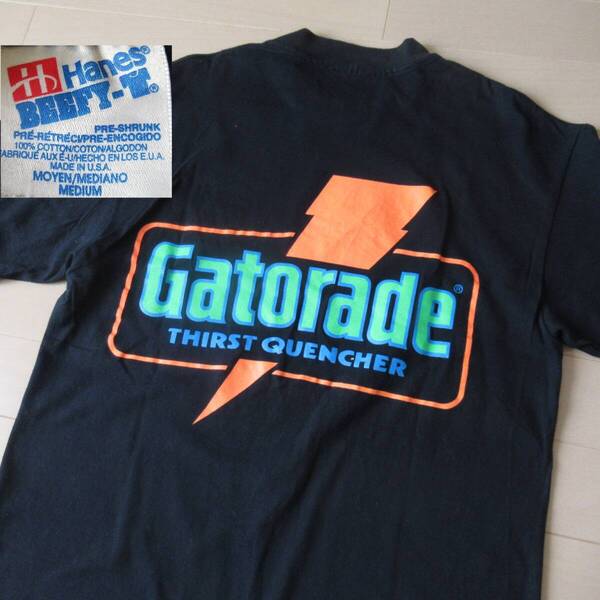 Hanes®
BEEFY-T®
PRE-SHRUNK
PRÉ-RÉTRÉCI/PRE-ENCOGIDO
100% COTTON/COTON/ALGODON
FABRIQUÉ AUX É-U/HECHO EN LOS E.U.A.
MADE IN U.S.A.
MOYEN/MEDIANO
MEDIUM
Gatorade®
THIRST QUENCHER